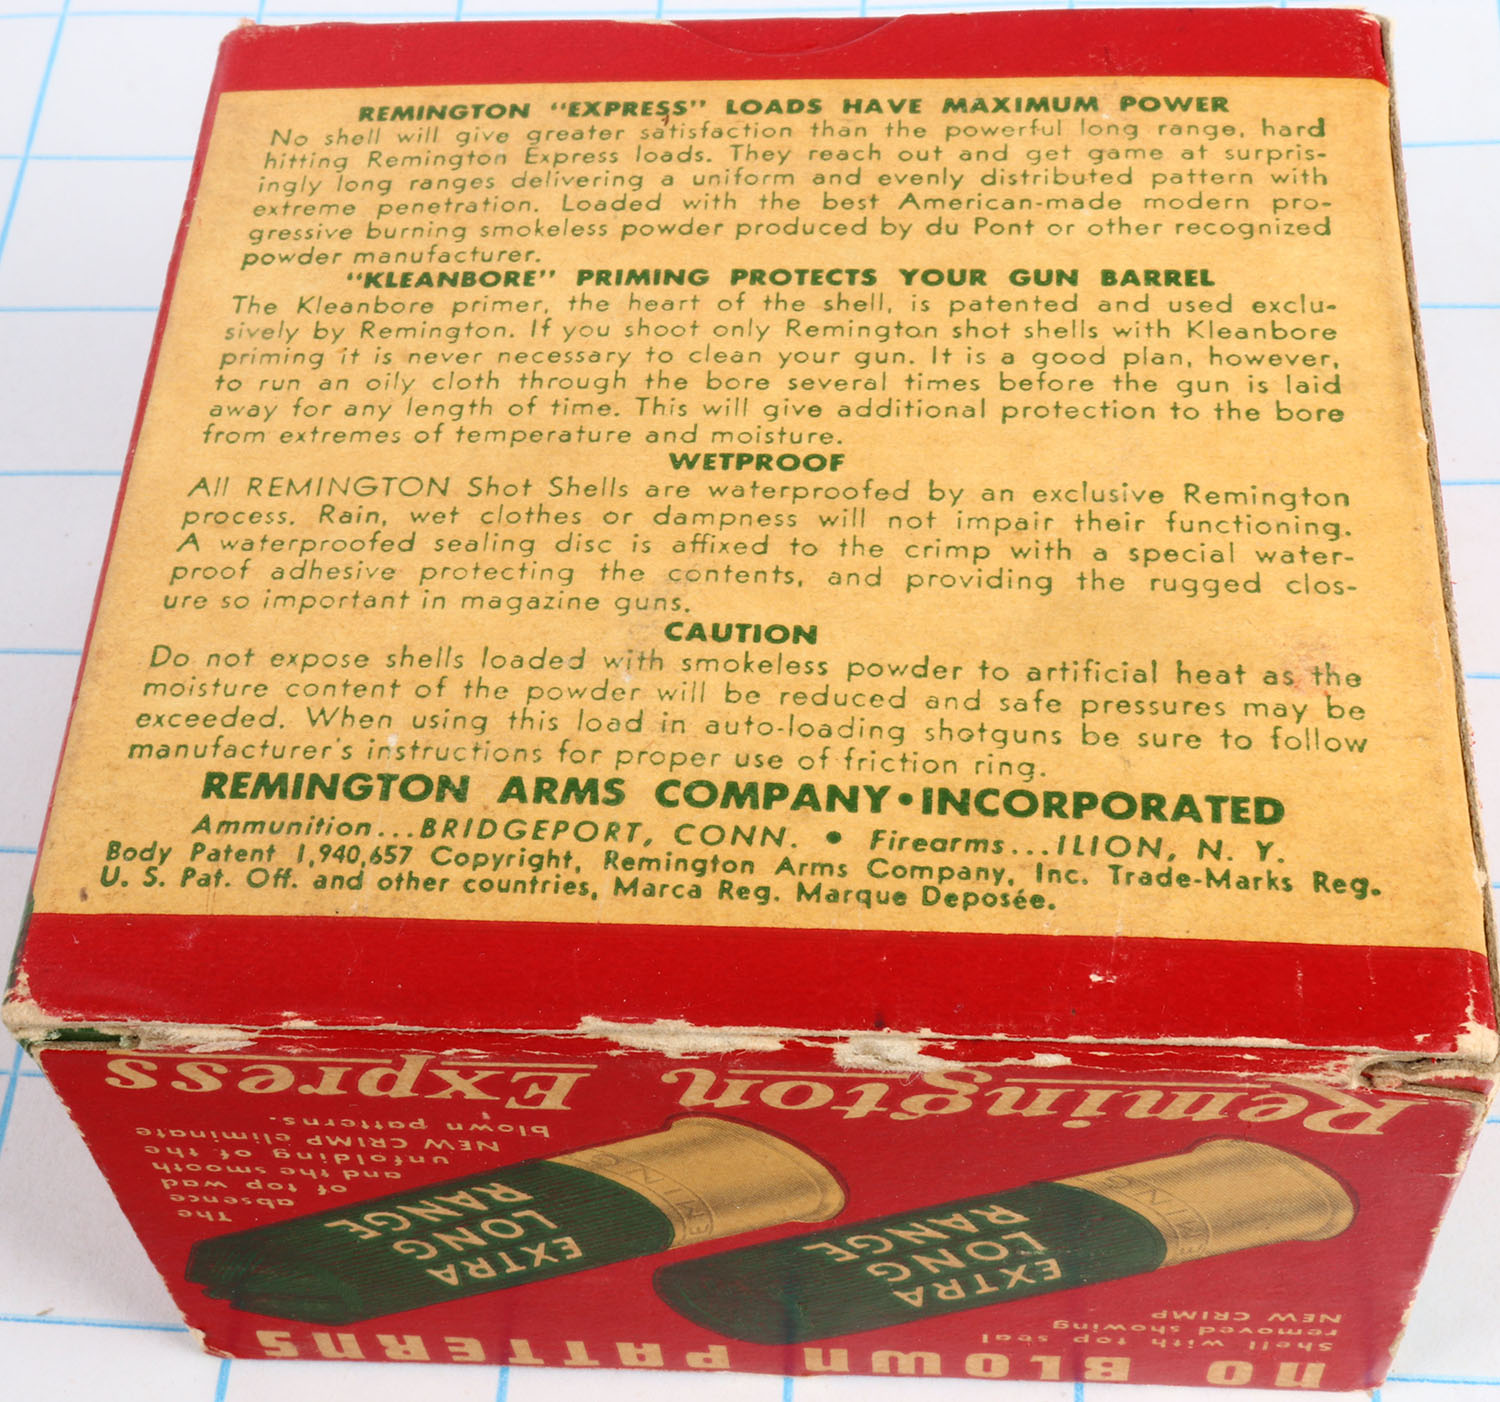 REMINGTON "EXPRESS" LOADS HAVE MAXIMUM POWER
No shell will give greater satisfaction than the powerful long range, hard
hitting Remington Express loads. They reach out and get game at surpris-
ingly long ranges delivering a uniform and evenly distributed pattern with
extreme penetration. Loaded with the best American-made modern pro-
gressive burning smokeless powder produced by du Pont or other recognized
powder manufacturer.
"KLEANBORE" PRIMING PROTECTS YOUR GUN BARREL
The Kleanbore primer, the heart of the shell, is patented and used exclu-
sively by Remington. If you shoot only Remington shot shells with Kleanbore
priming it is never necessary to clean your gun. It is a good plan, however,
to run an oily cloth through the bore several times before the gun is laid
away for any length of time. This will give additional protection to the bore
from extremes of temperature and moisture.
WETPROOF
All REMINGTON Shot Shells are waterproofed by an exclusive Remington
process. Rain, wet clothes or dampness will not impair their functioning.
A waterproofed sealing disc is affixed to the crimp with a special water-
proof adhesive protecting the contents, and providing the rugged clos-
ure so important in magazine guns.
CAUTION
Do not expose shells loaded with smokeless powder to artificial heat as the
moisture content of the powder will be reduced and safe pressures may be
exceeded. When using this load in auto-loading shotguns be sure to follow
manufacturer's instructions for proper use of friction ring.
REMINGTON ARMS COMPANY•INCORPORATED
Ammunition...BRIDGEPORT, CONN. • Firearms...ILION, N. Y.
Body Patent 1,940,657 Copyright, Remington Arms Company, Inc. Trade-Marks Reg.
U. S. Pat. Off. and other countries, Marca Reg. Marque Deposée.
NO BLOWN PATTERNS
Shell with top seal
removed showing
NEW CRIMP
EXTRA
LONG
RANGE
EXTRA
LONG
RANGE
The
absence
of top wad
and the smooth
unfolding of the
NEW CRIMP eliminate
blown patterns.
Remington Express